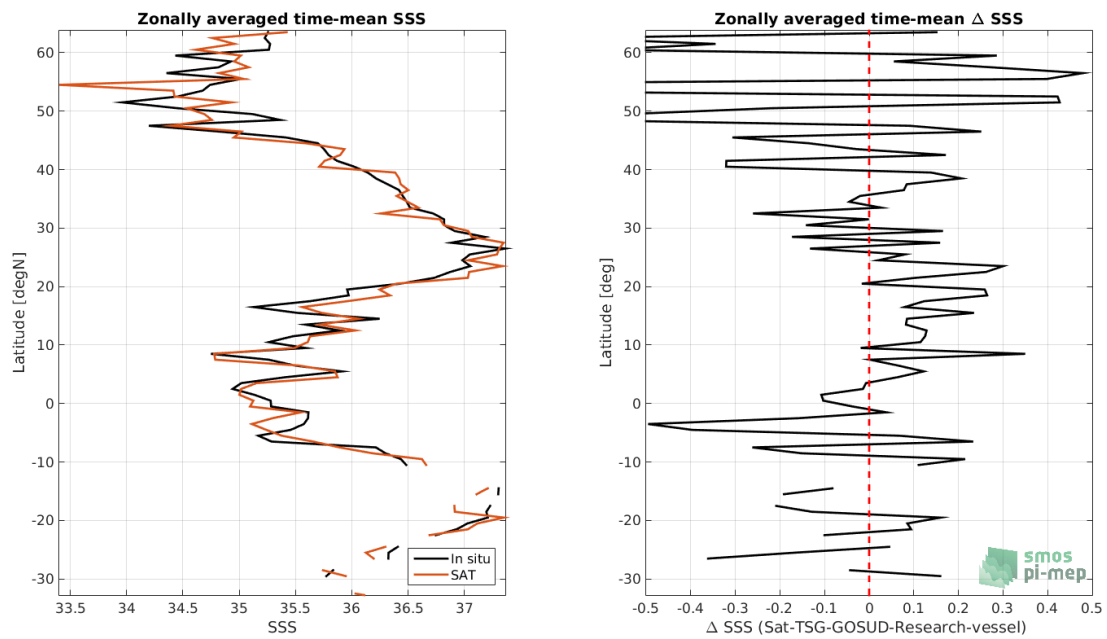 Zonally averaged time-mean SSS
60
50
40
30
20
10
0
-10
-20
-30
Latitude [degN]
33.5 34 34.5 35 35.5 36 36.5 37
SSS
In situ
SAT
Zonally averaged time-mean Δ SSS
60
50
40
30
20
10
0
-10
-20
-30
Latitude [deg]
-0.5 -0.4 -0.3 -0.2 -0.1 0 0.1 0.2 0.3 0.4 0.5
Δ SSS (Sat-TSG-GOSUD-Research-vessel)
smos
pi-mep